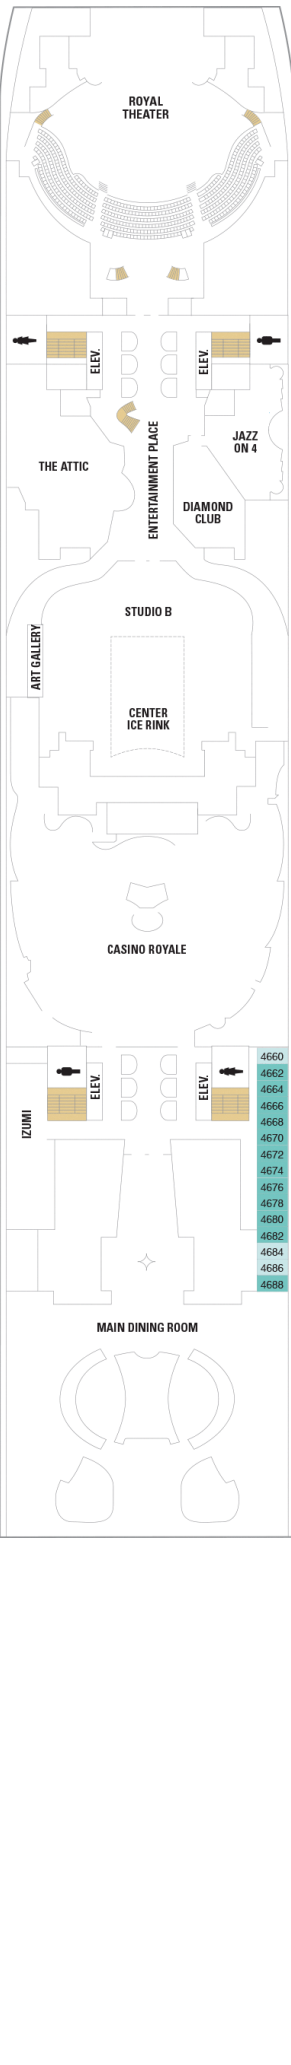 ROYAL
THEATER
ELEV.
ELEV.
ENTERTAINMENT PLACE
JAZZ
ON 4
THE ATTIC
DIAMOND
CLUB
STUDIO B
ART GALLERY
CENTER
ICE RINK
CASINO ROYALE
ELEV.
ELEV.
IZUMI
4660
4662
4664
4666
4668
4670
4672
4674
4676
4678
4680
4682
4684
4686
4688
MAIN DINING ROOM